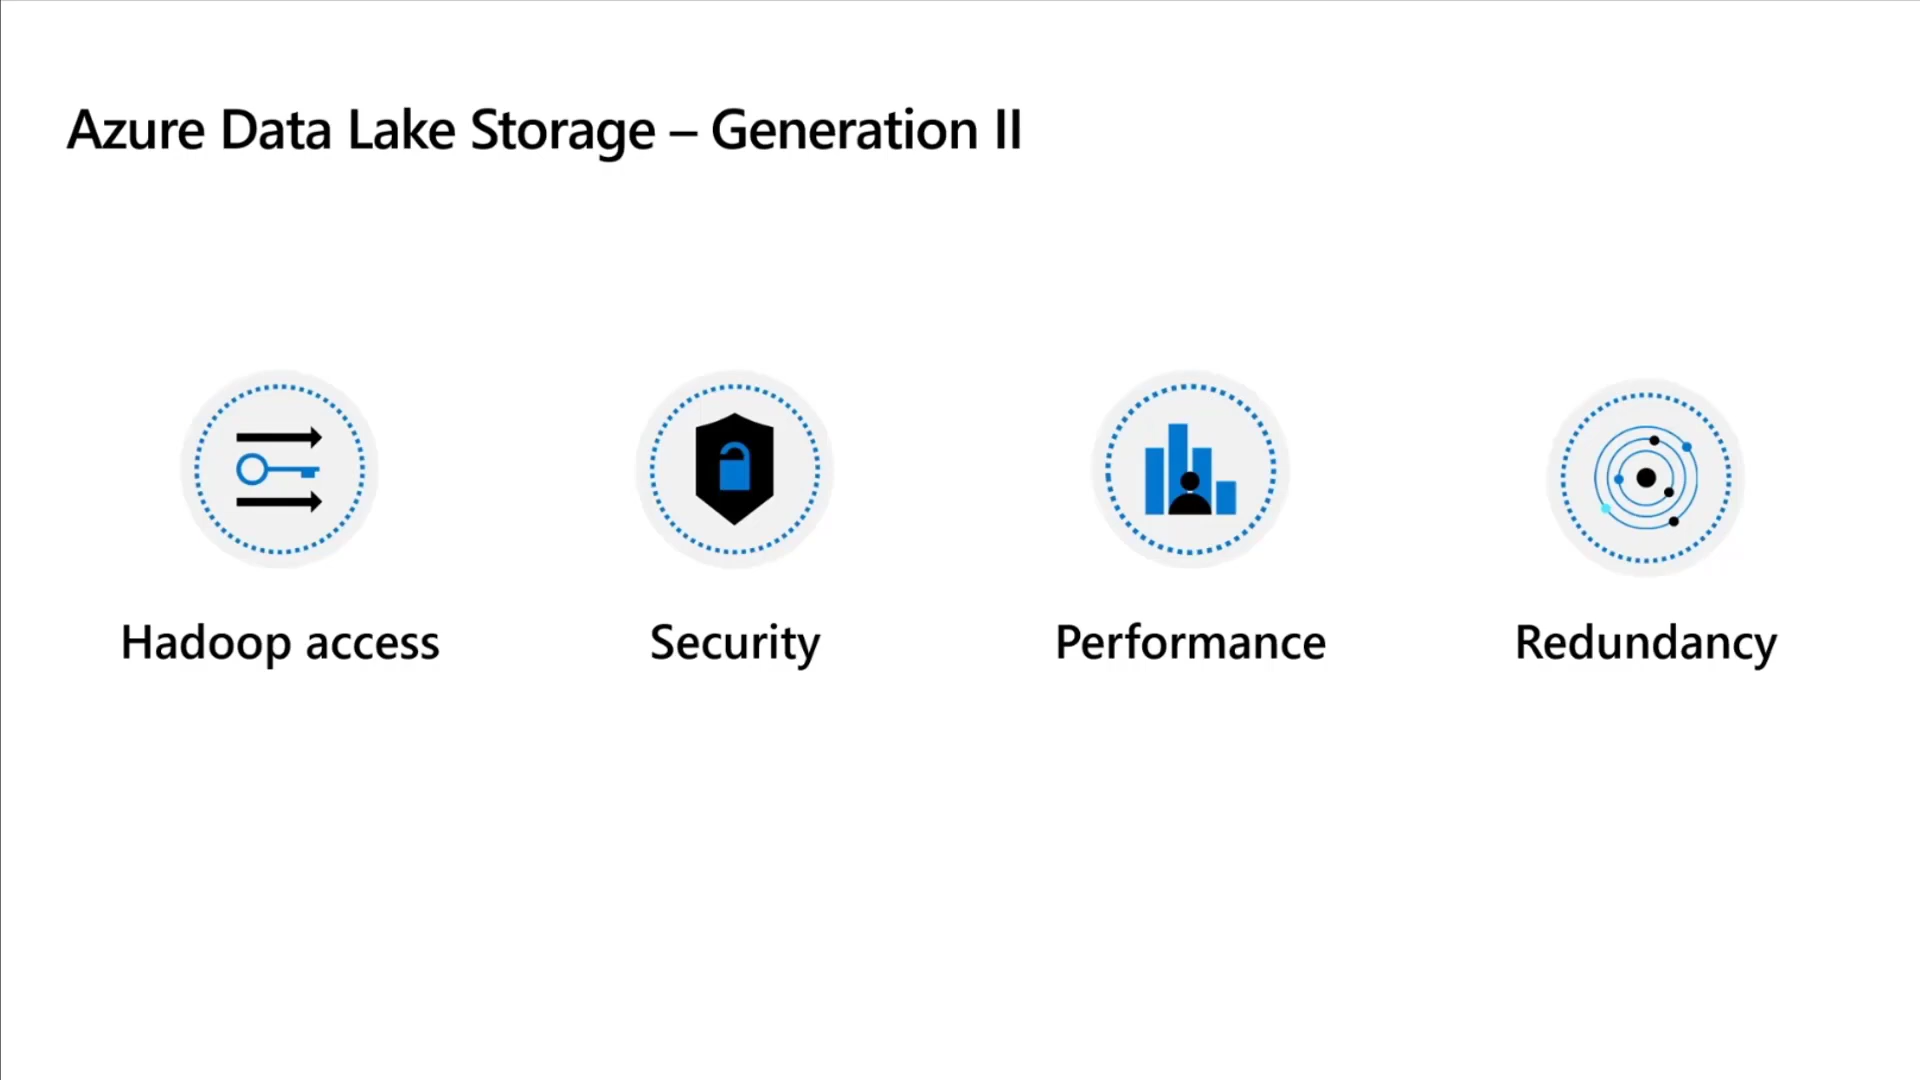 Azure Data Lake Storage – Generation II
Hadoop access
Security
Performance
Redundancy